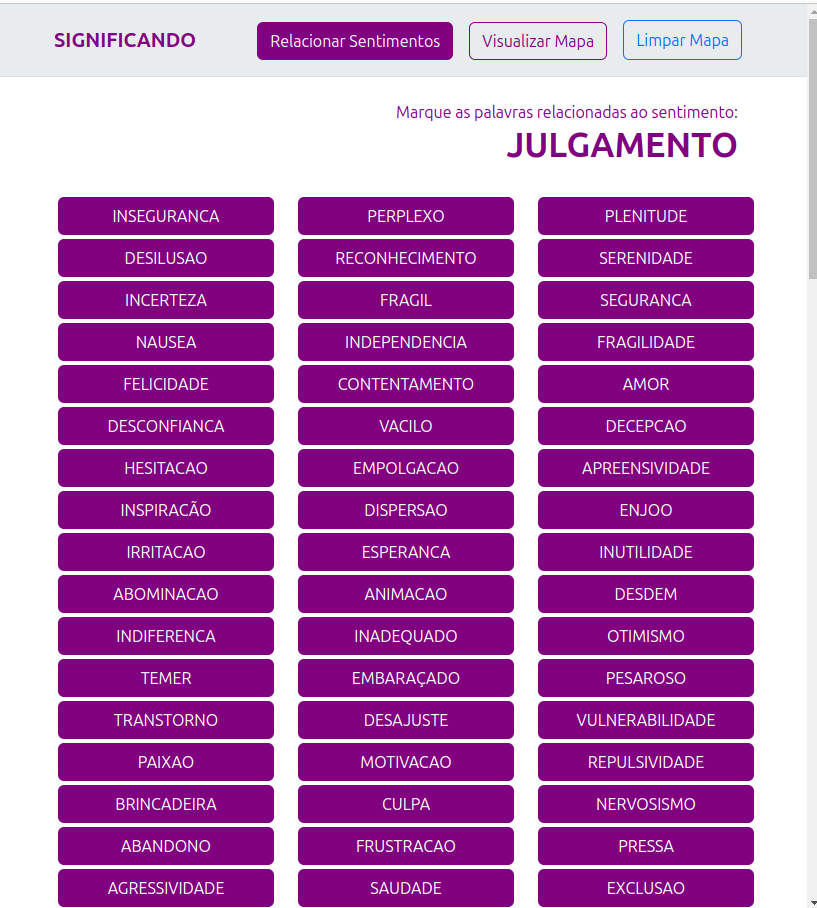 SIGNIFICANDO Relacionar Sentimentos Visualizar Mapa Limpar Mapa
Marque as palavras relacionadas ao sentimento:
JULGAMENTO
INSEGURANCA PERPLEXO PLENITUDE
DESILUSAO RECONHECIMENTO SERENIDADE
INCERTEZA FRAGIL SEGURANCA
NAUSEA INDEPENDENCIA FRAGILIDADE
FELICIDADE CONTENTAMENTO AMOR
DESCONFIANCA VACILO DECEPCAO
HESITACAO EMPOLGACAO APREENSIVIDADE
INSPIRACÃO DISPERSAO ENJOO
IRRITACAO ESPERANCA INUTILIDADE
ABOMINACAO ANIMACAO DESDEM
INDIFERENCA INADEQUADO OTIMISMO
TEMER EMBARAÇADO PESAROSO
TRANSTORNO DESAJUSTE VULNERABILIDADE
PAIXAO MOTIVACAO REPULSIVIDADE
BRINCADEIRA CULPA NERVOSISMO
ABANDONO FRUSTRACAO PRESSA
AGRESSIVIDADE SAUDADE EXCLUSAO